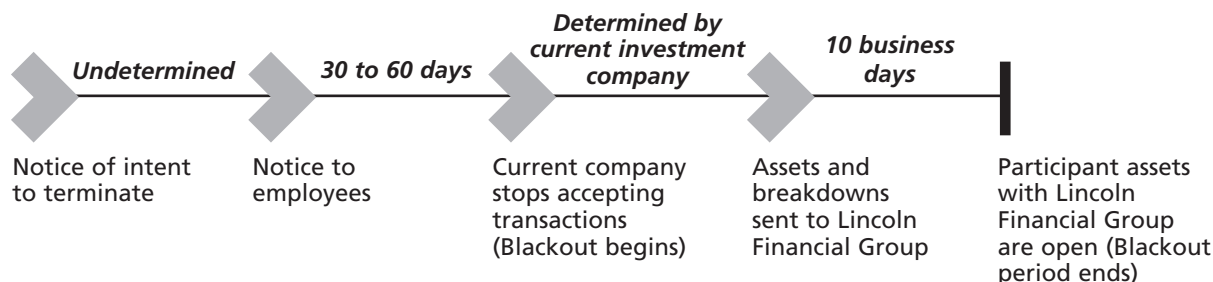 Undetermined
30 to 60 days
Determined by
current investment
company
10 business
days
Notice of intent
to terminate
Notice to
employees
Current company
stops accepting
transactions
(Blackout begins)
Assets and
breakdowns
sent to Lincoln
Financial Group
Participant assets
with Lincoln
Financial Group
are open (Blackout
period ends)